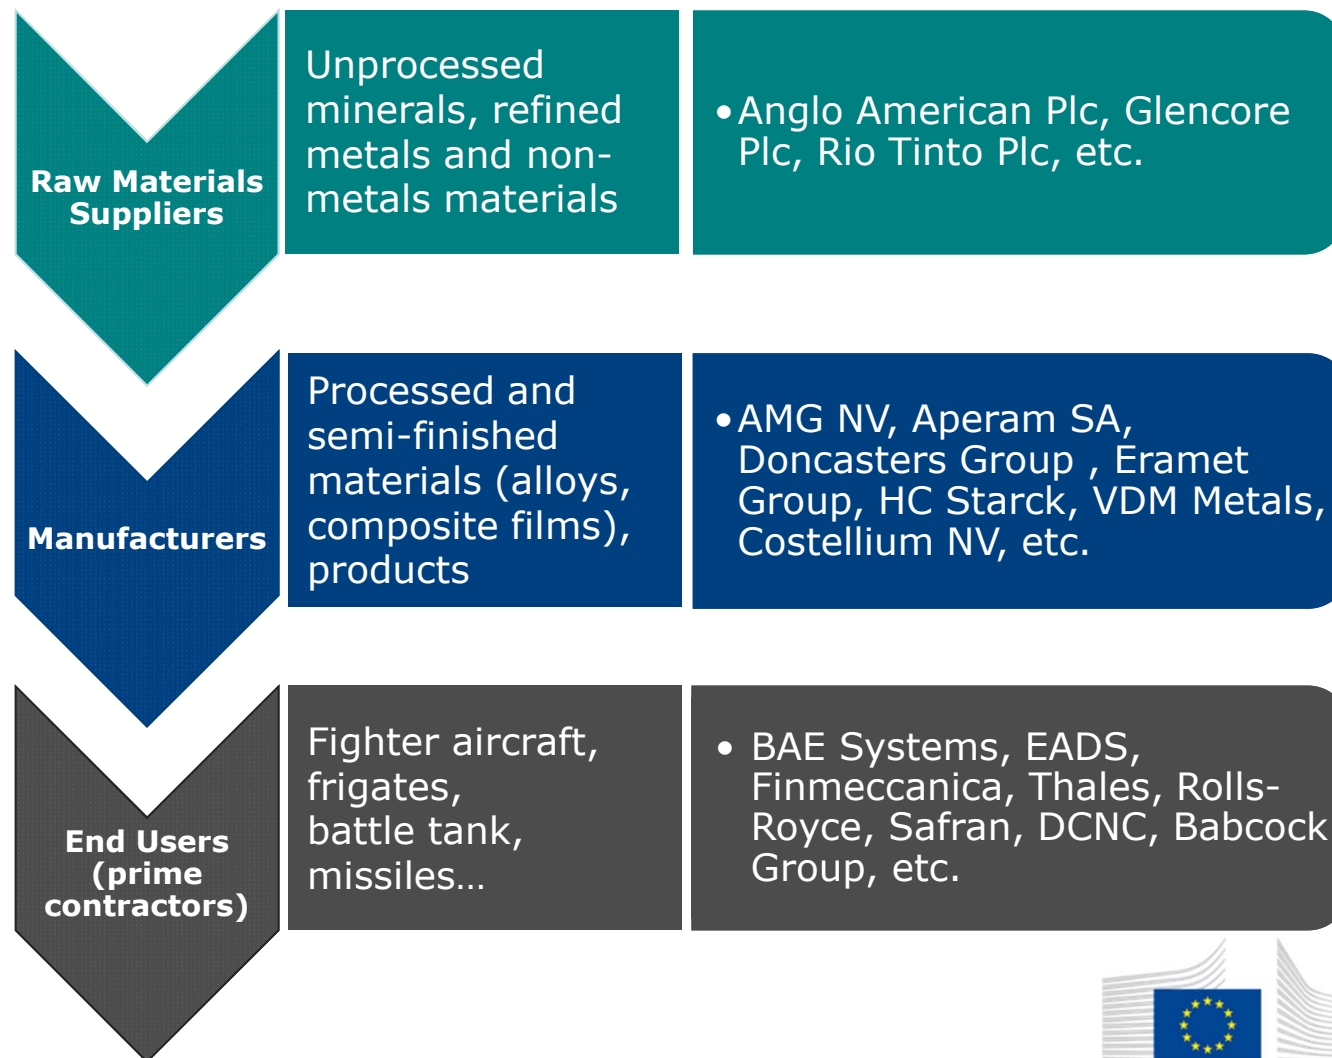 Raw Materials
Suppliers
Unprocessed
minerals, refined
metals and non-
metals materials
•Anglo American Plc, Glencore
Plc, Rio Tinto Plc, etc.
Manufacturers
Processed and
semi-finished
materials (alloys,
composite films),
products
•AMG NV, Aperam SA,
Doncasters Group , Eramet
Group, HC Starck, VDM Metals,
Costellium NV, etc.
End Users
(prime
contractors)
Fighter aircraft,
frigates,
battle tank,
missiles…
• BAE Systems, EADS,
Finmeccanica, Thales, Rolls-
Royce, Safran, DCNC, Babcock
Group, etc.